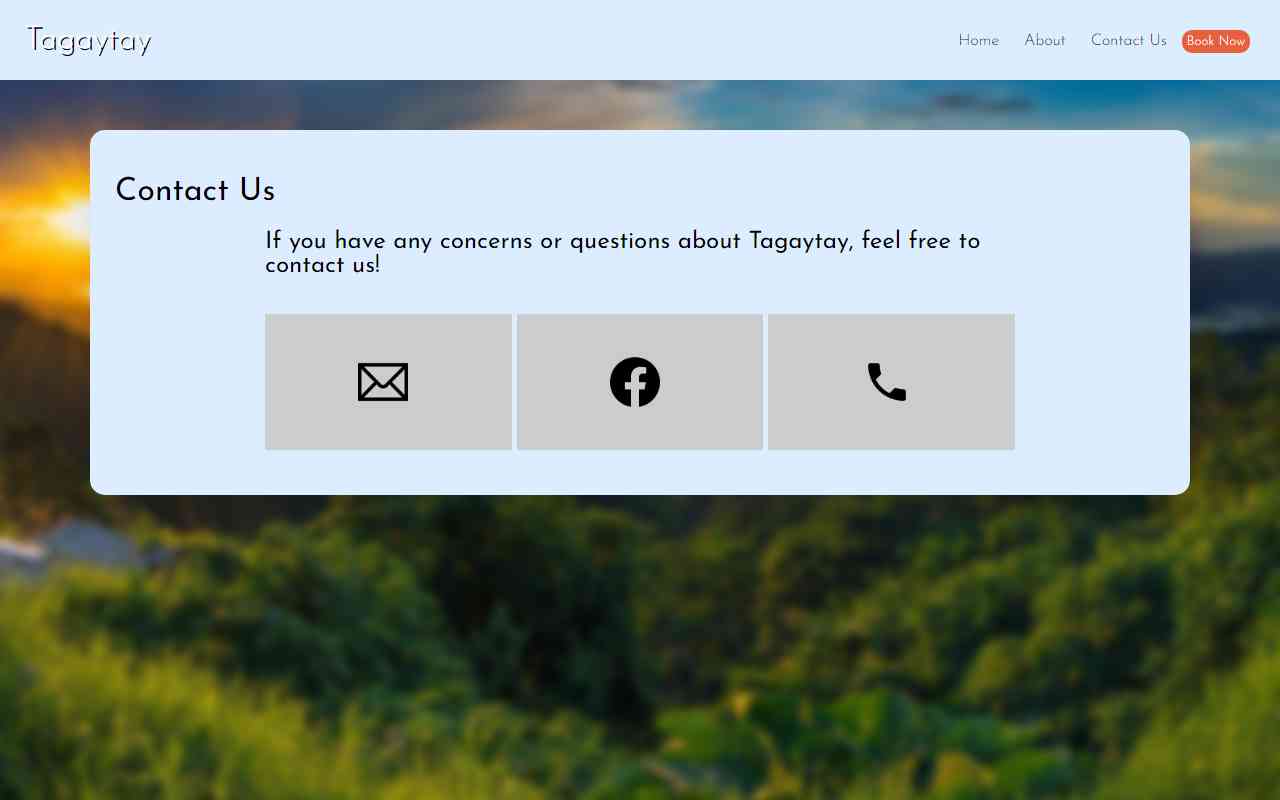 Tagaytay
Home
About
Contact Us
Book Now
Contact Us
If you have any concerns or questions about Tagaytay, feel free to
contact us!